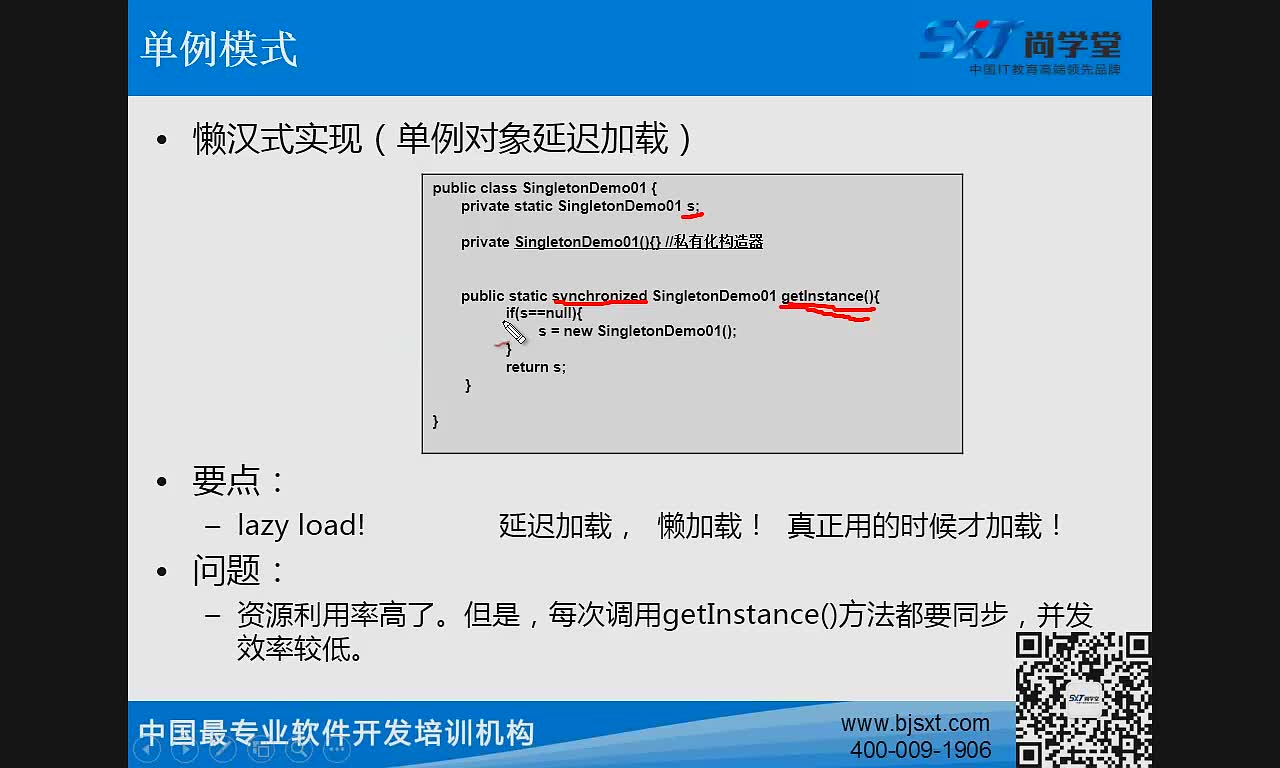 单例模式
SXT 尚学堂
中国IT教育高端领先品牌
• 懒汉式实现（单例对象延迟加载）
public class SingletonDemo01 {
private static SingletonDemo01 s;
private SingletonDemo01(){} //私有化构造器
public static synchronized SingletonDemo01 getInstance(){
if(s==null){
s = new SingletonDemo01();
}
return s;
}
}
• 要点：
– lazy load! 延迟加载， 懒加载！ 真正用的时候才加载！
• 问题：
– 资源利用率高了。但是，每次调用getInstance()方法都要同步，并发
效率较低。
中国最专业软件开发培训机构
www.bjsxt.com
400-009-1906
SXT 尚学堂